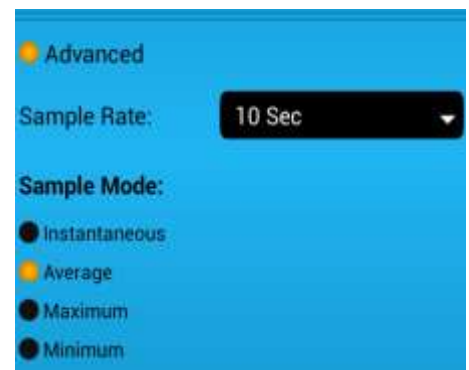 Advanced
Sample Rate: 10 Sec
Sample Mode:
Instantaneous
Average
Maximum
Minimum